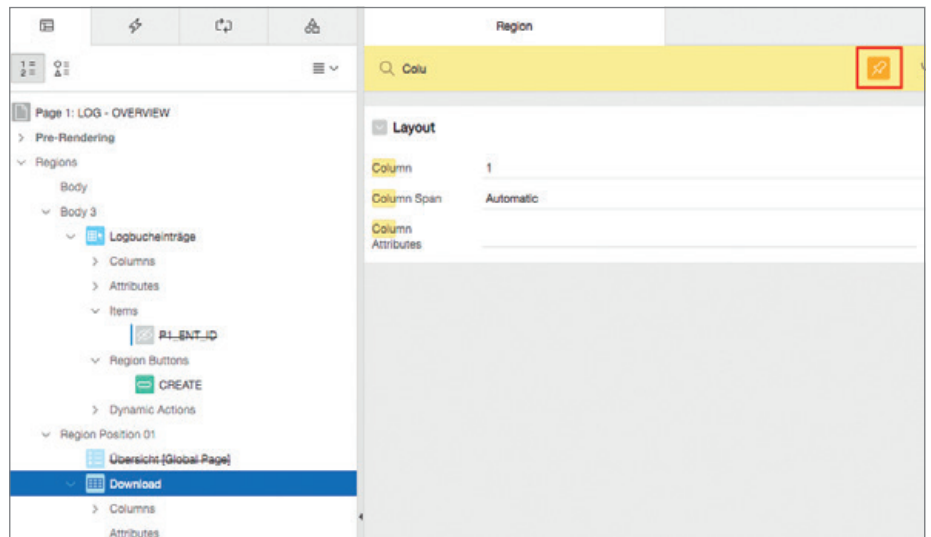 Region
1
2
Colu
Page 1: LOG - OVERVIEW
Pre-Rendering
Regions
Body
Body 3
Logbucheinträge
Columns
Attributes
Items
P1_ENT_ID
Region Buttons
CREATE
Dynamic Actions
Region Position 01
Übersicht [Global Page]
Download
Columns
Attributes
Layout
Column 1
Column Span Automatic
Column
Attributes